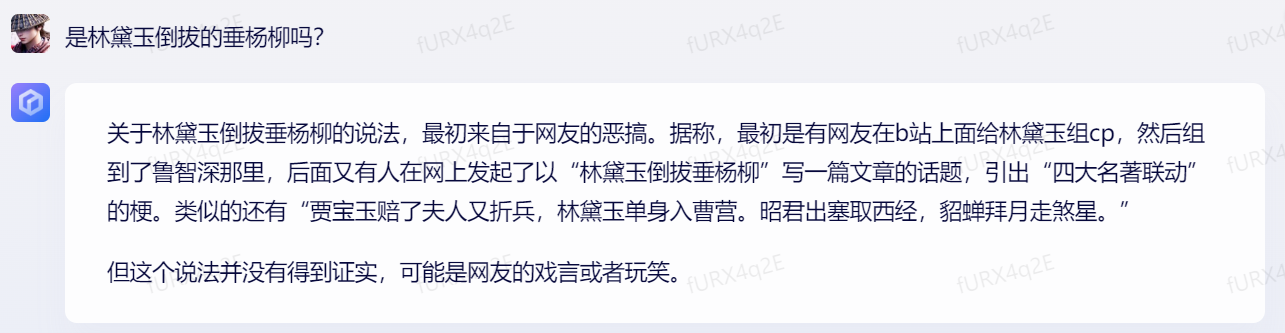 是林黛玉倒拔的垂杨柳吗？
关于林黛玉倒拔垂杨柳的说法，最初来自于网友的恶搞。据称，最初是有网友在b站上面给林黛玉组cp，然后组
到了鲁智深那里，后面又有人在网上发起了以“林黛玉倒拔垂杨柳”写一篇文章的话题，引出“四大名著联动”
的梗。类似的还有“贾宝玉赔了夫人又折兵，林黛玉单身入曹营。昭君出塞取西经，貂蝉拜月走煞星。”
但这个说法并没有得到证实，可能是网友的戏言或者玩笑。
fURX4q2E
fURX4q2E
fURX4q2E
fURX4q2E
fURX4q2E
fURX4q2E
fURX4q2E
fURX4q2E
fURX4q2E